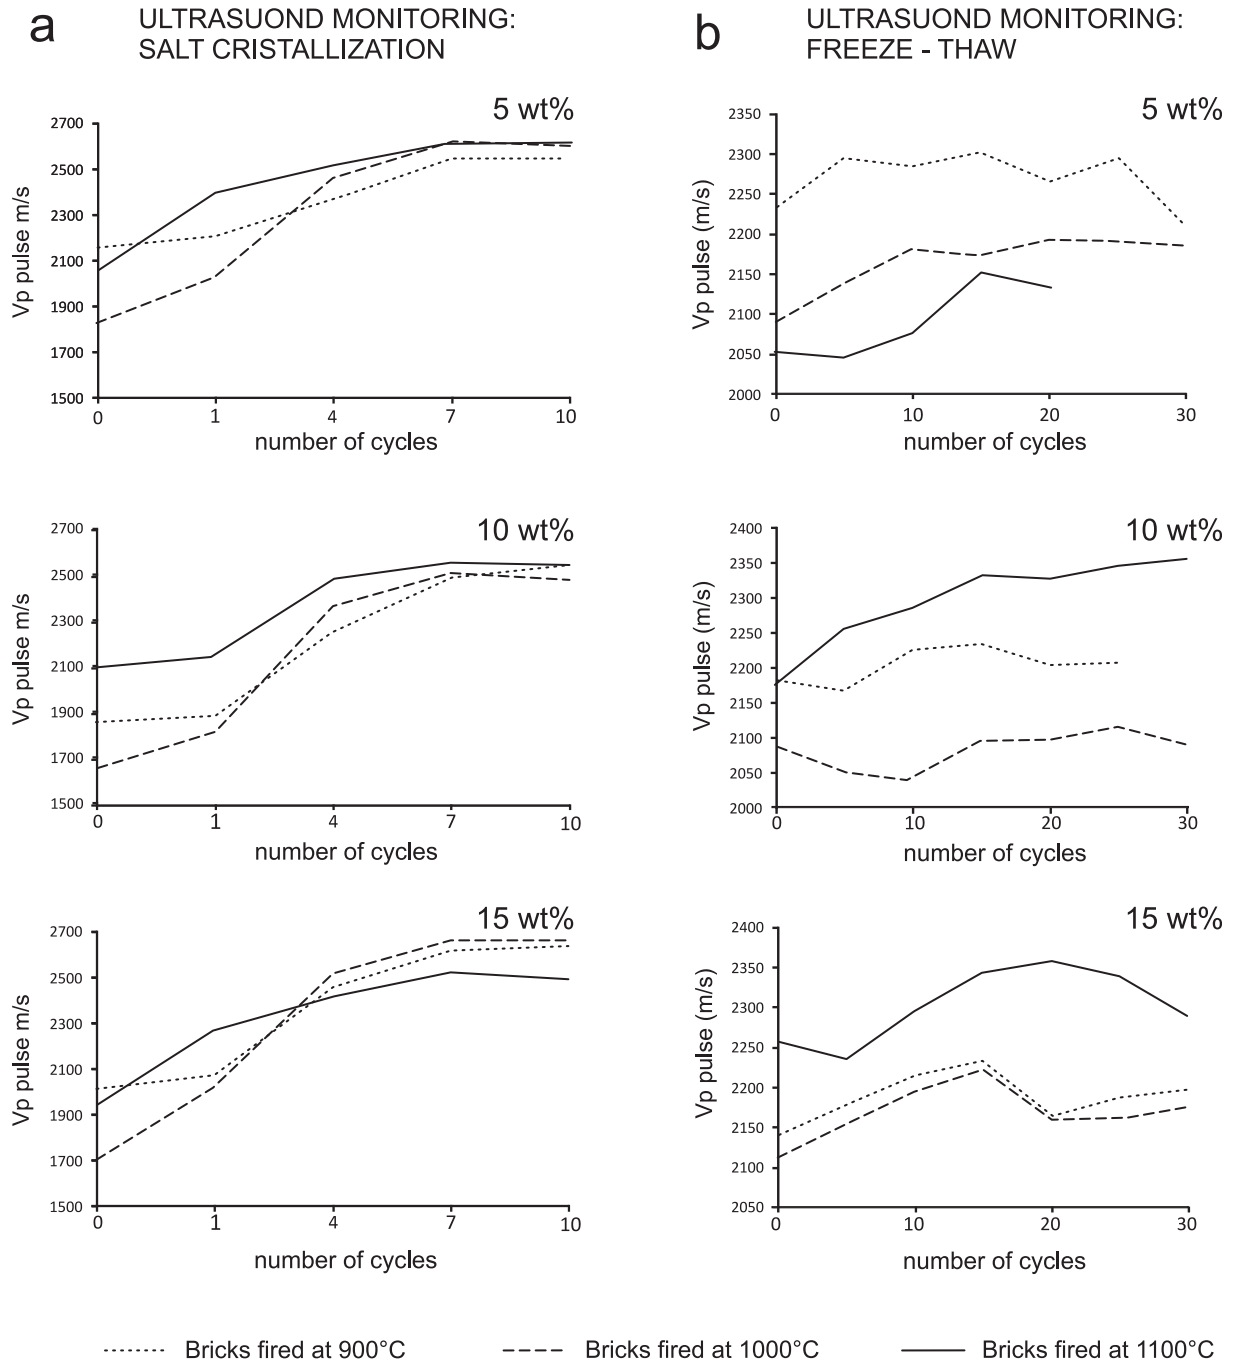 a
ULTRASUOND MONITORING:
SALT CRISTALLIZATION
5 wt%
2700
2500
2300
2100
1900
1700
1500
Vp pulse m/s
0 1 4 7 10
number of cycles
10 wt%
2700
2500
2300
2100
1900
1700
1500
Vp pulse m/s
0 1 4 7 10
number of cycles
15 wt%
2700
2500
2300
2100
1900
1700
1500
Vp pulse m/s
0 1 4 7 10
number of cycles
b
ULTRASUOND MONITORING:
FREEZE - THAW
5 wt%
2350
2300
2250
2200
2150
2100
2050
2000
Vp pulse (m/s)
0 10 20 30
number of cycles
10 wt%
2400
2350
2300
2250
2200
2150
2100
2050
2000
Vp pulse (m/s)
0 10 20 30
number of cycles
15 wt%
2400
2350
2300
2250
2200
2150
2100
2050
Vp pulse (m/s)
0 10 20 30
number of cycles
Bricks fired at 900°C Bricks fired at 1000°C Bricks fired at 1100°C